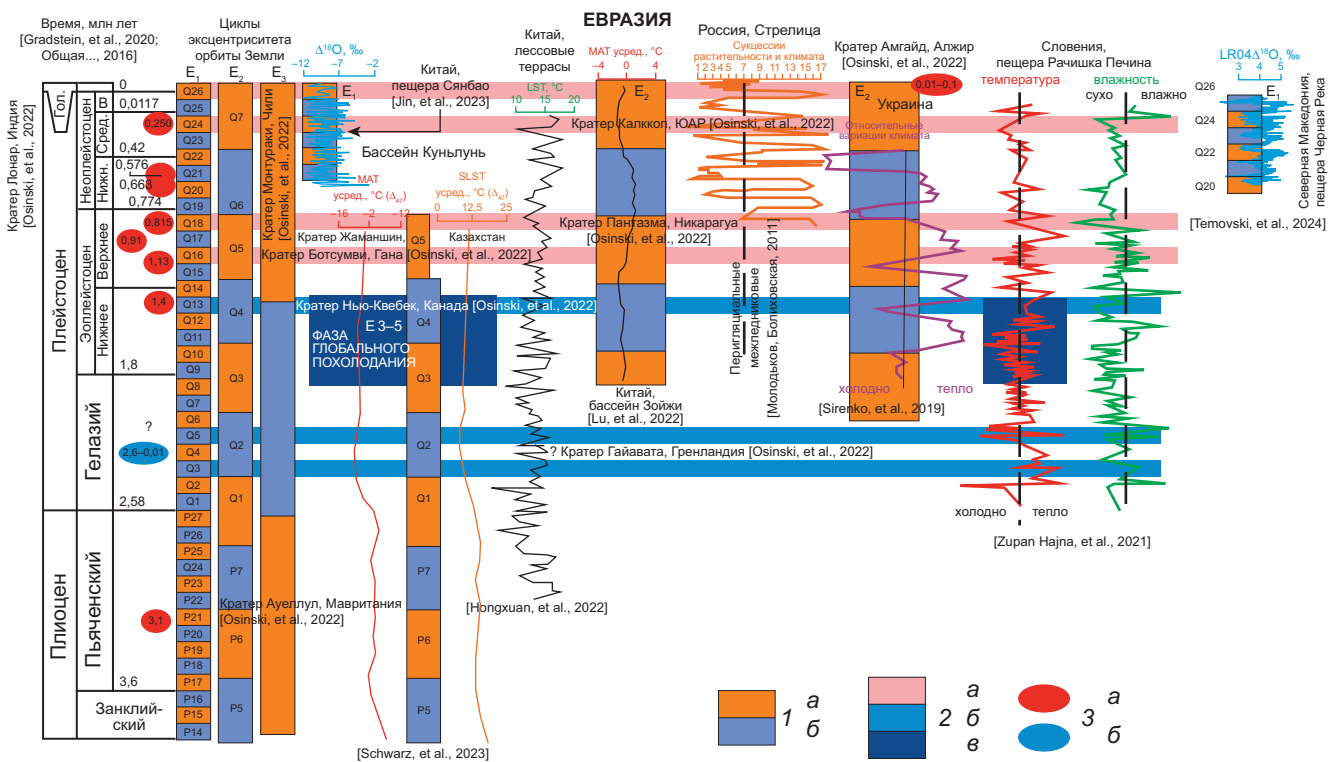 ЕВРАЗИЯ
Время, млн лет
[Gradstein, et al., 2020;
Общая..., 2016]
Циклы
эксцентриситета
орбиты Земли
E₁
E₂
E₃
Δ¹⁸O, ‰
−12
−7
−2
E₁
Китай,
пещера Сянбао
[Jin, et al., 2023]
Китай,
лессовые
террасы
LST, °C
10
15
20
MAT усред., °C
−4
−2
0
2
4
E₂
Россия, Стрелица
Сукцессии
растительности и климата
1 2 3 4 5 7 9 11 13 15 17
Кратер Амгайд, Алжир
[Osinski, et al., 2022]
0,01–0,1
E₂
Украина
Относительные
вариации климата
Словения,
пещера Рачишка Печина
температура
влажность
сухо
влажно
LR04Δ¹⁸O, ‰
3
4
5
E₁
Q26
Q24
Q22
Q20
Северная Македония,
пещера Черная Река
[Temovski, et al., 2024]
Кратер Лонар, Индия
[Osinski, et al., 2022]
Плейстоцен
Плиоцен
Гол.
Неоплейстоцен
В
Сред.
Нижн.
Эоплейстоцен
Верхнее
Нижнее
Гелазий
Пьяченский
Занклий-
ский
0
0,0117
0,250
0,42
0,576
0,663
0,774
0,815
0,91
1,13
1,4
1,8
?
2,6–0,01
2,58
3,1
3,6
Q26
Q25
Q24
Q23
Q22
Q21
Q20
Q19
Q18
Q17
Q16
Q15
Q14
Q13
Q12
Q11
Q10
Q9
Q8
Q7
Q6
Q5
Q4
Q3
Q2
Q1
P27
P26
P25
Q24
P23
P22
P21
P20
P19
P18
P17
P16
P15
P14
Q7
Q6
Q5
Q4
Q3
Q2
Q1
P7
P6
P5
Кратер Монтураки, Чили
[Osinski, et al., 2022]
Бассейн Куньлунь
MAT
усред., °C (Δ₄₇)
−16
−2
−12
SLST
усред., °C (Δ₄₇)
0
12,5
25
Кратер Калккоп, ЮАР [Osinski, et al., 2022]
Кратер Пантазма, Никарагуа
[Osinski, et al., 2022]
Кратер Жаманшин,
Казахстан
Кратер Ботсумви, Гана [Osinski, et al., 2022]
Кратер Нью-Квебек, Канада [Osinski, et al., 2022]
E 3–5
ФАЗА
ГЛОБАЛЬНОГО
ПОХОЛОДАНИЯ
Q5
Q4
Q3
Q2
Q1
P7
P6
P5
Китай,
бассейн Зойжи
[Lu, et al., 2022]
Перигляциальные
межледниковые
[Молодьков, Болиховская, 2011]
холодно
тепло
[Sirenko, et al., 2019]
? Кратер Гайавата, Гренландия [Osinski, et al., 2022]
холодно
тепло
[Zupan Hajna, et al., 2021]
Кратер Ауеллул, Мавритания
[Osinski, et al., 2022]
[Hongxuan, et al., 2022]
[Schwarz, et al., 2023]
1
а
б
2
а
б
в
3
а
б